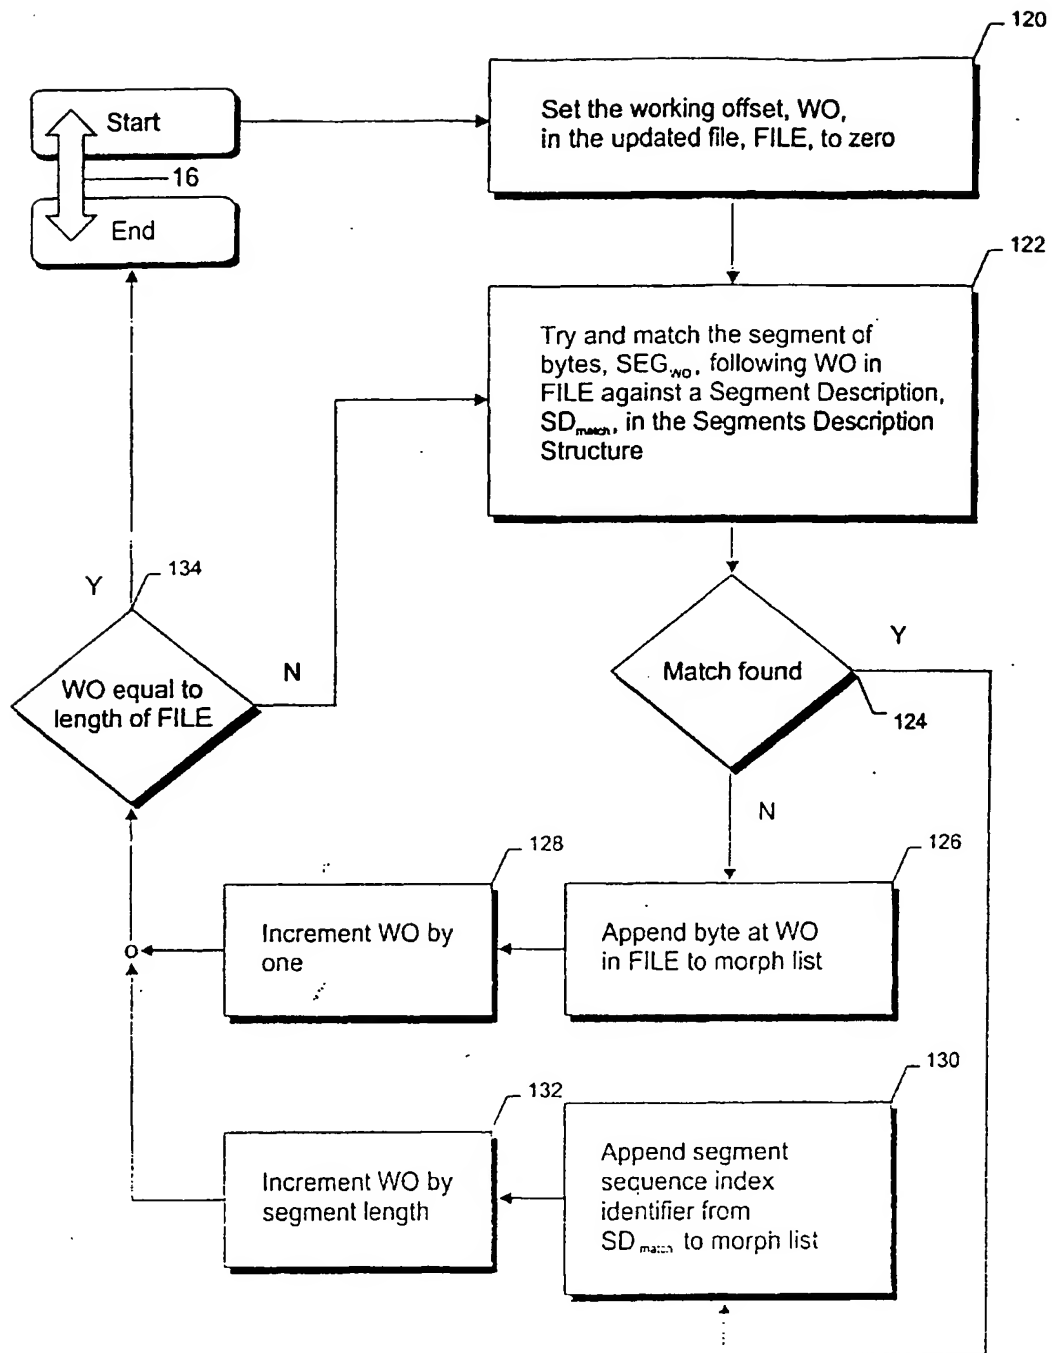 120
Start
Set the working offset, WO,
in the updated file, FILE, to zero
16
End
122
Try and match the segment of
bytes, SEG_WO, following WO in
FILE against a Segment Description,
SD_match, in the Segments Description
Structure
134
Y
N
WO equal to
length of FILE
Match found
Y
124
N
128
126
Increment WO by
one
Append byte at WO
in FILE to morph list
o
132
130
Increment WO by
segment length
Append segment
sequence index
identifier from
SD_match to morph list